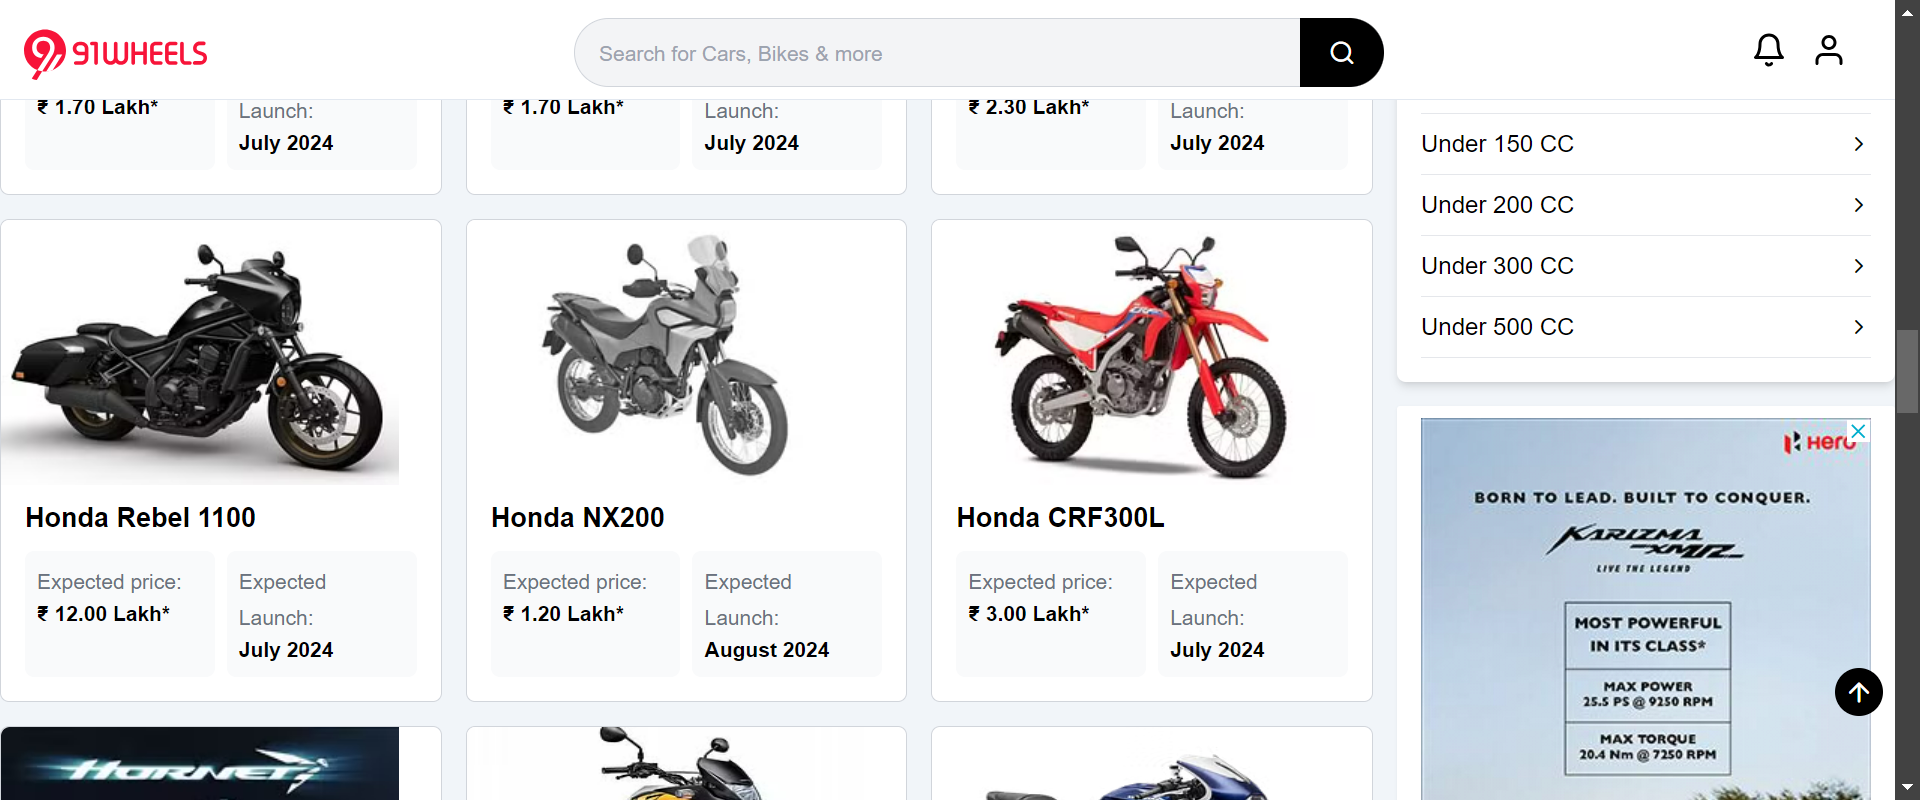 91WHEELS
Search for Cars, Bikes & more
₹ 1.70 Lakh*
Launch:
July 2024
₹ 1.70 Lakh*
Launch:
July 2024
₹ 2.30 Lakh*
Launch:
July 2024
Honda Rebel 1100
Expected price:
₹ 12.00 Lakh*
Expected
Launch:
July 2024
Honda NX200
Expected price:
₹ 1.20 Lakh*
Expected
Launch:
August 2024
CRF
Honda CRF300L
Expected price:
₹ 3.00 Lakh*
Expected
Launch:
July 2024
HORNET
Under 150 CC
Under 200 CC
Under 300 CC
Under 500 CC
Hero
BORN TO LEAD. BUILT TO CONQUER.
KARIZMA
XMR
LIVE THE LEGEND
MOST POWERFUL
IN ITS CLASS*
MAX POWER
25.5 PS @ 9250 RPM
MAX TORQUE
20.4 Nm @ 7250 RPM